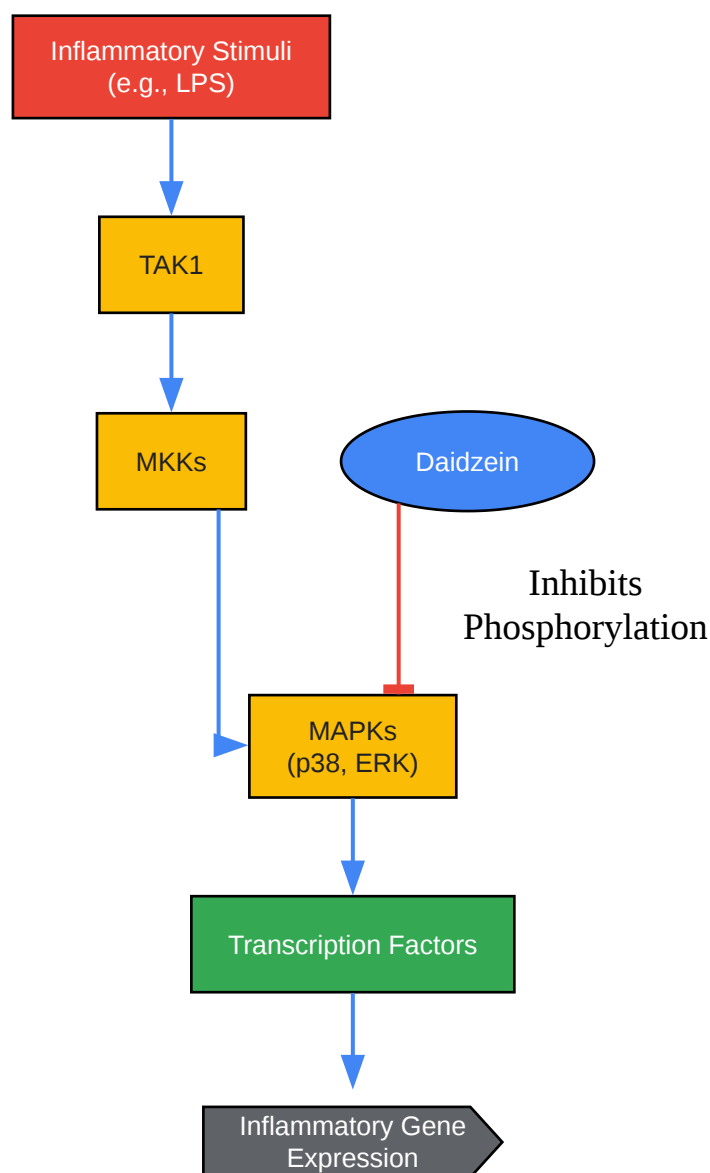 Inflammatory Stimuli
(e.g., LPS)
TAK1
MKKs
Daidzein
Inhibits
Phosphorylation
MAPKs
(p38, ERK)
Transcription Factors
Inflammatory Gene
Expression